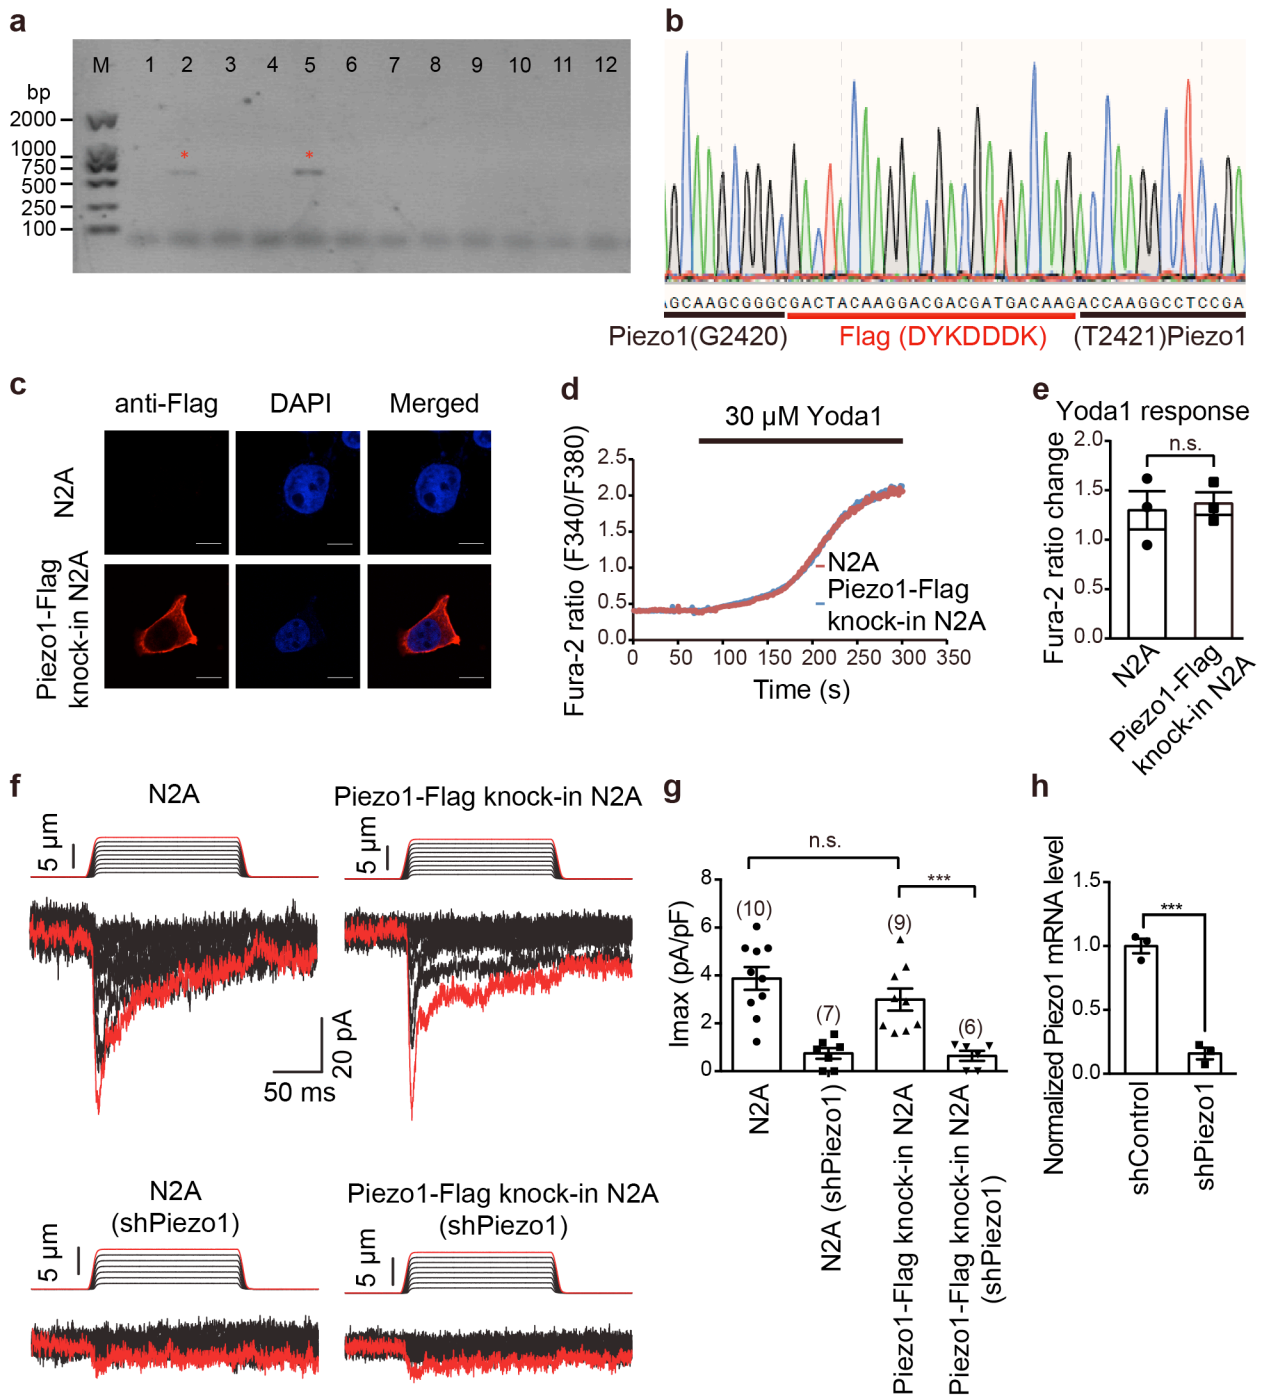 a
M 1 2 3 4 5 6 7 8 9 10 11 12
bp
2000
1000
750
500
250
100
* *
b
GCAAGCGGGCGACTACAAGGACGACGATGACAAGACCAAGGCCTCCGA
Piezo1(G2420) Flag (DYKDDDK) (T2421)Piezo1
c
anti-Flag DAPI Merged
N2A
Piezo1-Flag
knock-in N2A
d
30 µM Yoda1
Fura-2 ratio (F340/F380)
2.5
2.0
1.5
1.0
0.5
0.0
N2A
Piezo1-Flag
knock-in N2A
0 50 100 150 200 250 300 350
Time (s)
e
Yoda1 response
Fura-2 ratio change
2.0
1.5
1.0
0.5
0.0
n.s.
N2A
Piezo1-Flag
knock-in N2A
f
N2A
5 µm
Piezo1-Flag knock-in N2A
5 µm
20 pA
50 ms
N2A
(shPiezo1)
5 µm
Piezo1-Flag knock-in N2A
(shPiezo1)
5 µm
g
n.s.
***
Imax (pA/pF)
8
6
4
2
0
(10)
(7)
(9)
(6)
N2A
N2A (shPiezo1)
Piezo1-Flag knock-in N2A
Piezo1-Flag knock-in N2A
(shPiezo1)
h
Normalized Piezo1 mRNA level
1.5
1.0
0.5
0.0
***
shControl
shPiezo1